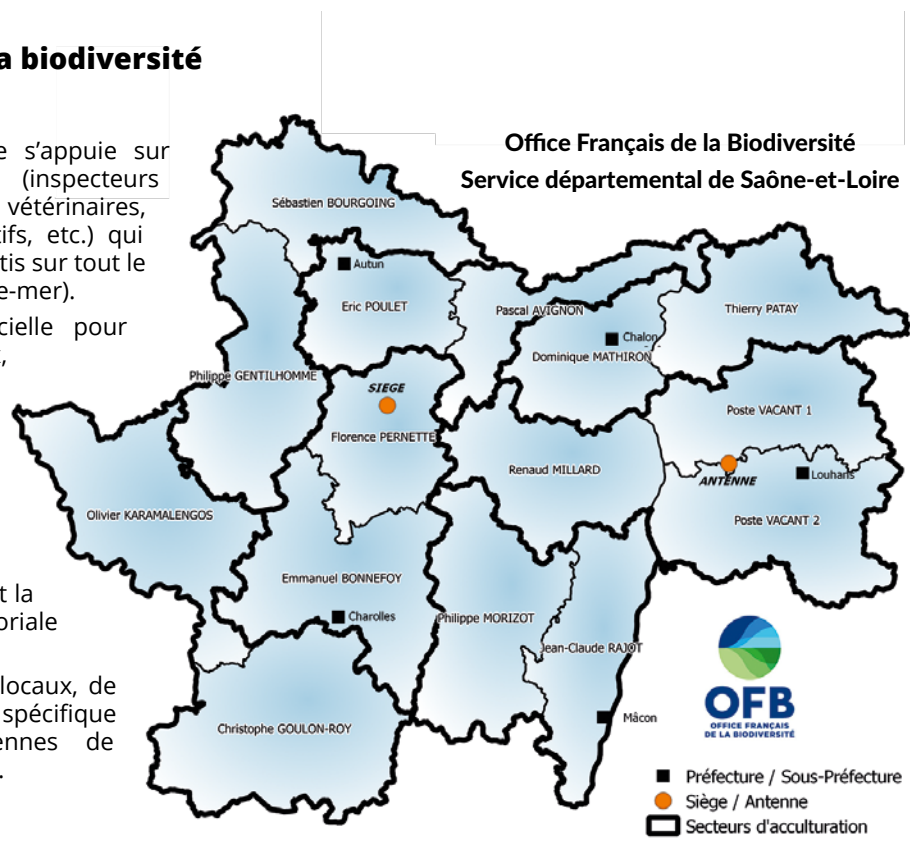 a biodiversité
e s'appuie sur
(inspecteurs
vétérinaires,
tifs, etc.) qui
tis sur tout le
e-mer).
cielle pour
t la
oriale
locaux, de
spécifique
ennes de
Office Français de la Biodiversité
Service départemental de Saône-et-Loire
Sébastien BOURGOING
Autun
Eric POULET
Pascal AVIGNON
Thierry PATAY
Chalon
Dominique MATHIRON
Philippe GENTILHOMME
SIEGE
Florence PERNETTE
Poste VACANT 1
Renaud MILLARD
ANTENNE
Louhans
Olivier KARAMALENGOS
Poste VACANT 2
Emmanuel BONNEFOY
Charolles
Philippe MORIZOT
Jean-Claude RAJOT
Christophe GOULON-ROY
Mâcon
OFB
OFFICE FRANÇAIS
DE LA BIODIVERSITÉ
Préfecture / Sous-Préfecture
Siège / Antenne
Secteurs d'acculturation